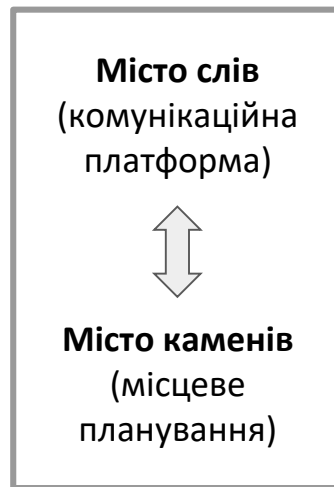 Місто слів
(комунікаційна
платформа)
Місто каменів
(місцеве
планування)